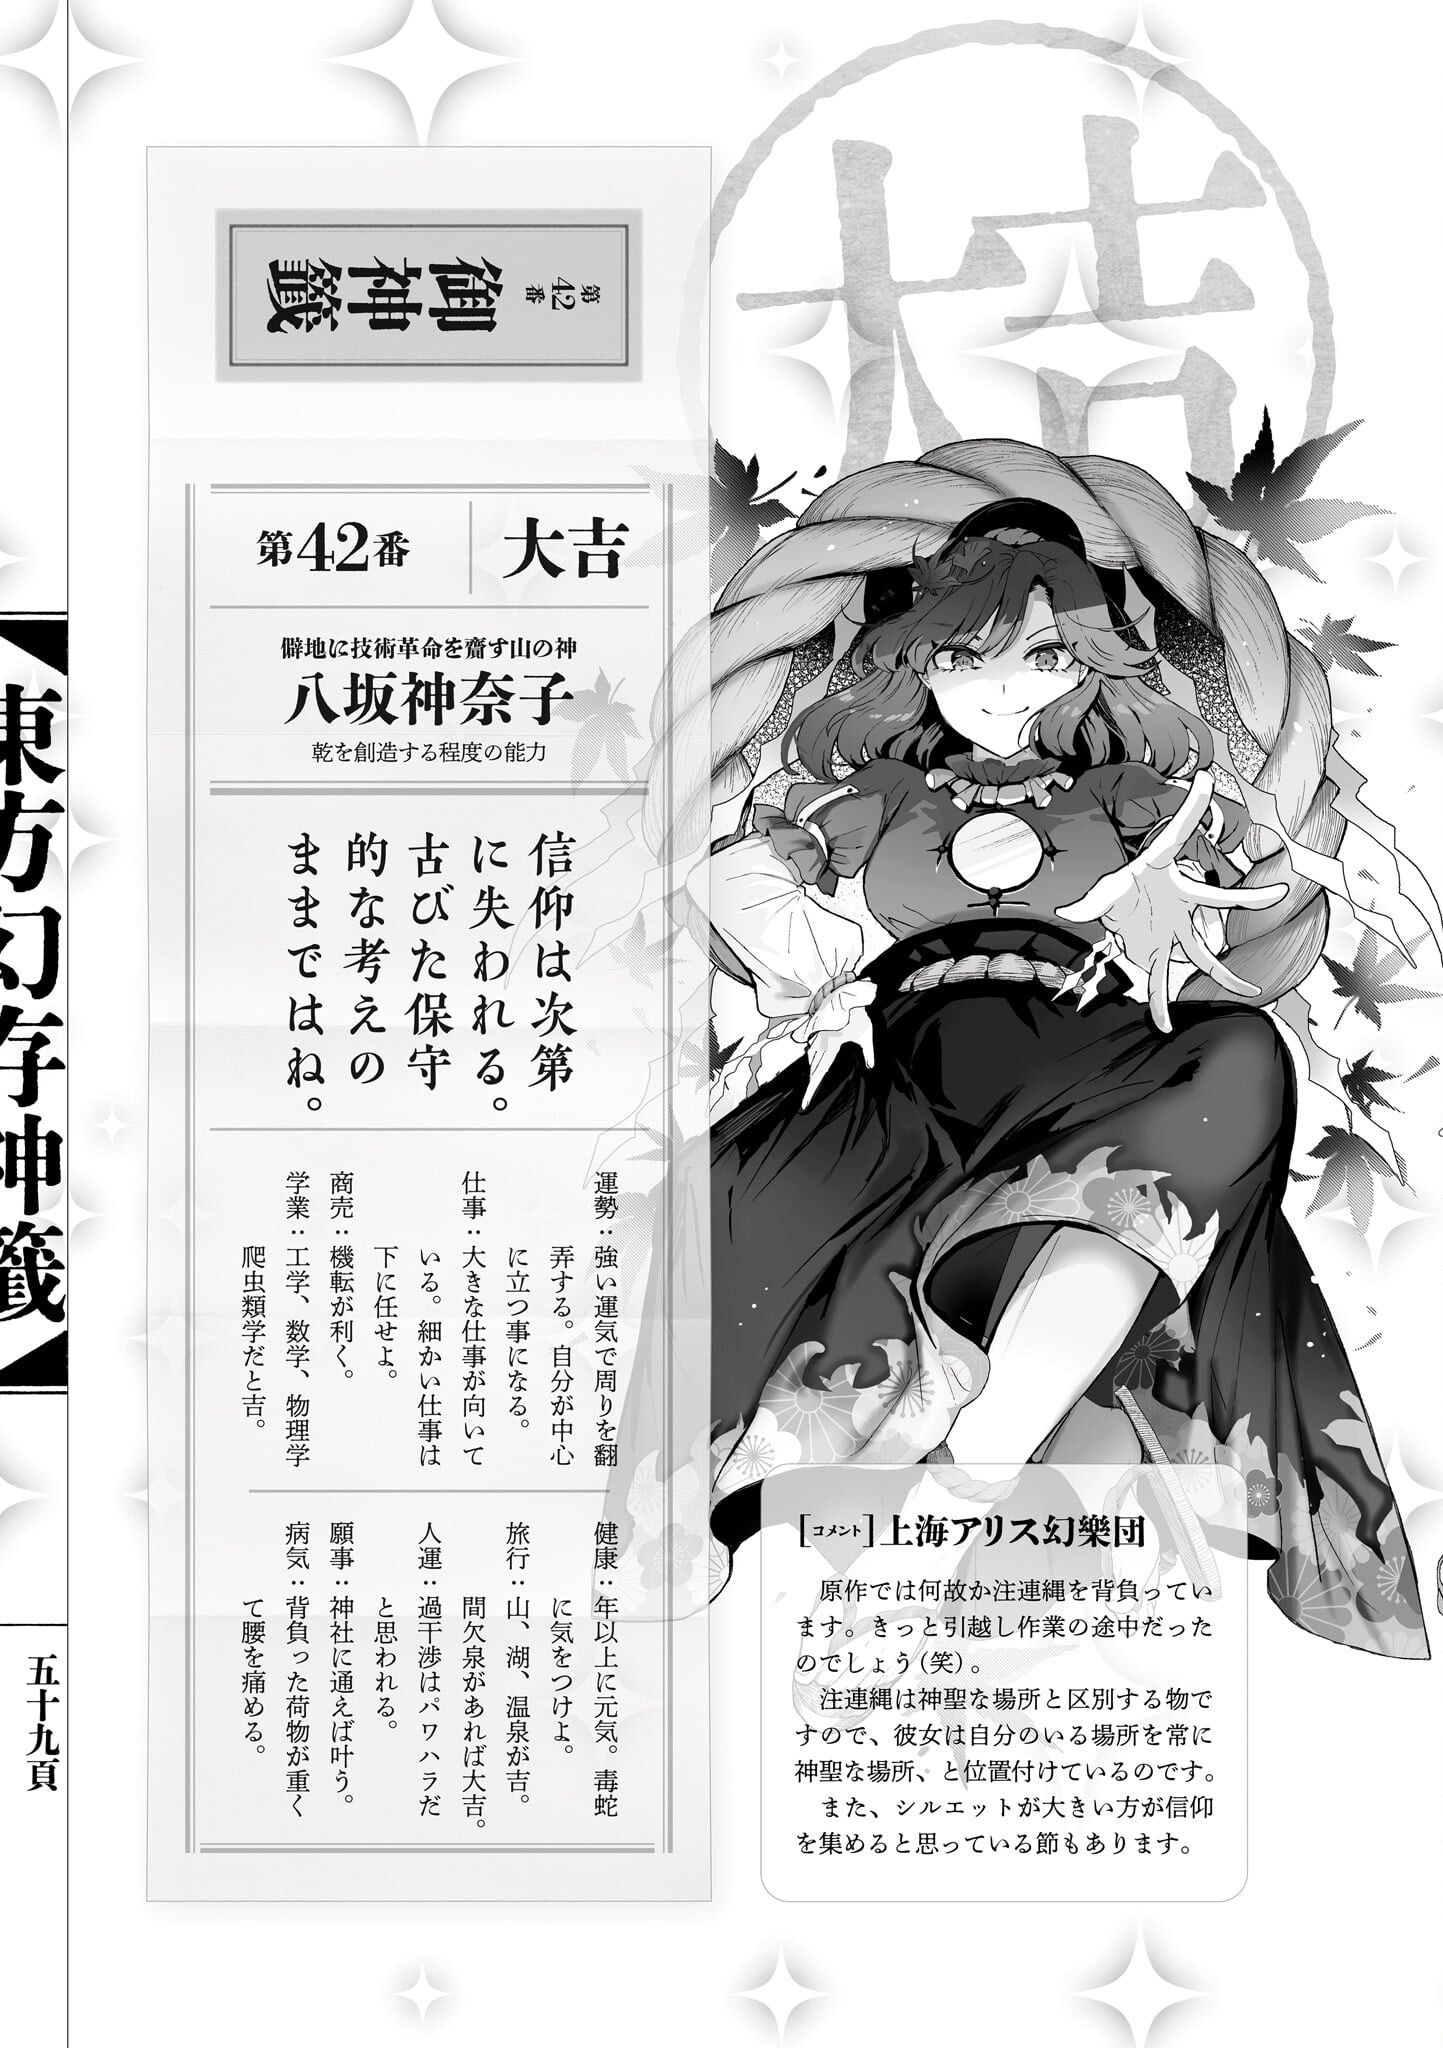 大吉
御神籤
第42番
大吉
第42番
僻地に技術革命を齎す山の神
八坂神奈子
乾を創造する程度の能力
信仰は次第
に失われる。
古びた保守
的な考えの
ままではね。
運勢：強い運気で周りを翻
弄する。自分が中心
に立つ事になる。
仕事：大きな仕事が向いて
いる。細かい仕事は
下に任せよ。
商売：機転が利く。
学業：工学、数学、物理学
爬虫類学だと吉。
健康：年以上に元気。毒蛇
に気をつけよ。
旅行：山、湖、温泉が吉。
間欠泉があれば大吉。
人運：過干渉はパワハラだ
と思われる。
願事：神社に通えば叶う。
病気：背負った荷物が重く
て腰を痛める。
［コメント］上海アリス幻樂団
原作では何故か注連縄を背負ってい
ます。きっと引越し作業の途中だった
のでしょう（笑）。
注連縄は神聖な場所と区別する物で
すので、彼女は自分のいる場所を常に
神聖な場所、と位置付けているのです。
また、シルエットが大きい方が信仰
を集めると思っている節もあります。
【東方幻存神籤】
五十九頁